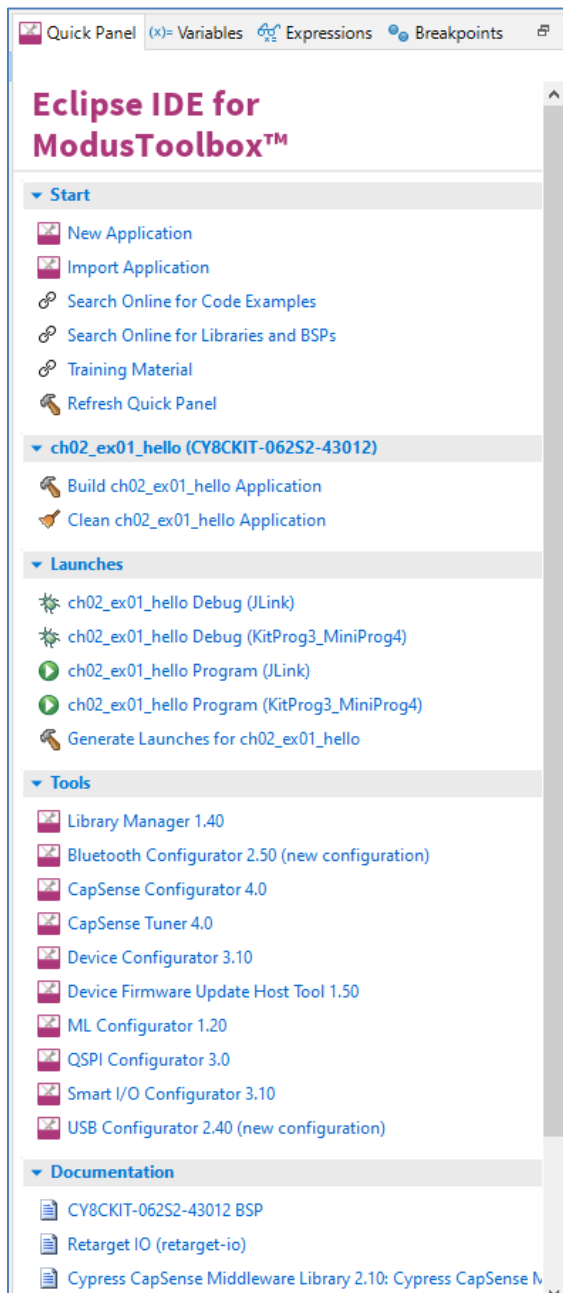 Quick Panel (x)= Variables Expressions Breakpoints
Eclipse IDE for
ModusToolbox™
Start
New Application
Import Application
Search Online for Code Examples
Search Online for Libraries and BSPs
Training Material
Refresh Quick Panel
ch02_ex01_hello (CY8CKIT-062S2-43012)
Build ch02_ex01_hello Application
Clean ch02_ex01_hello Application
Launches
ch02_ex01_hello Debug (JLink)
ch02_ex01_hello Debug (KitProg3_MiniProg4)
ch02_ex01_hello Program (JLink)
ch02_ex01_hello Program (KitProg3_MiniProg4)
Generate Launches for ch02_ex01_hello
Tools
Library Manager 1.40
Bluetooth Configurator 2.50 (new configuration)
CapSense Configurator 4.0
CapSense Tuner 4.0
Device Configurator 3.10
Device Firmware Update Host Tool 1.50
ML Configurator 1.20
QSPI Configurator 3.0
Smart I/O Configurator 3.10
USB Configurator 2.40 (new configuration)
Documentation
CY8CKIT-062S2-43012 BSP
Retarget IO (retarget-io)
Cypress CapSense Middleware Library 2.10: Cypress CapSense M